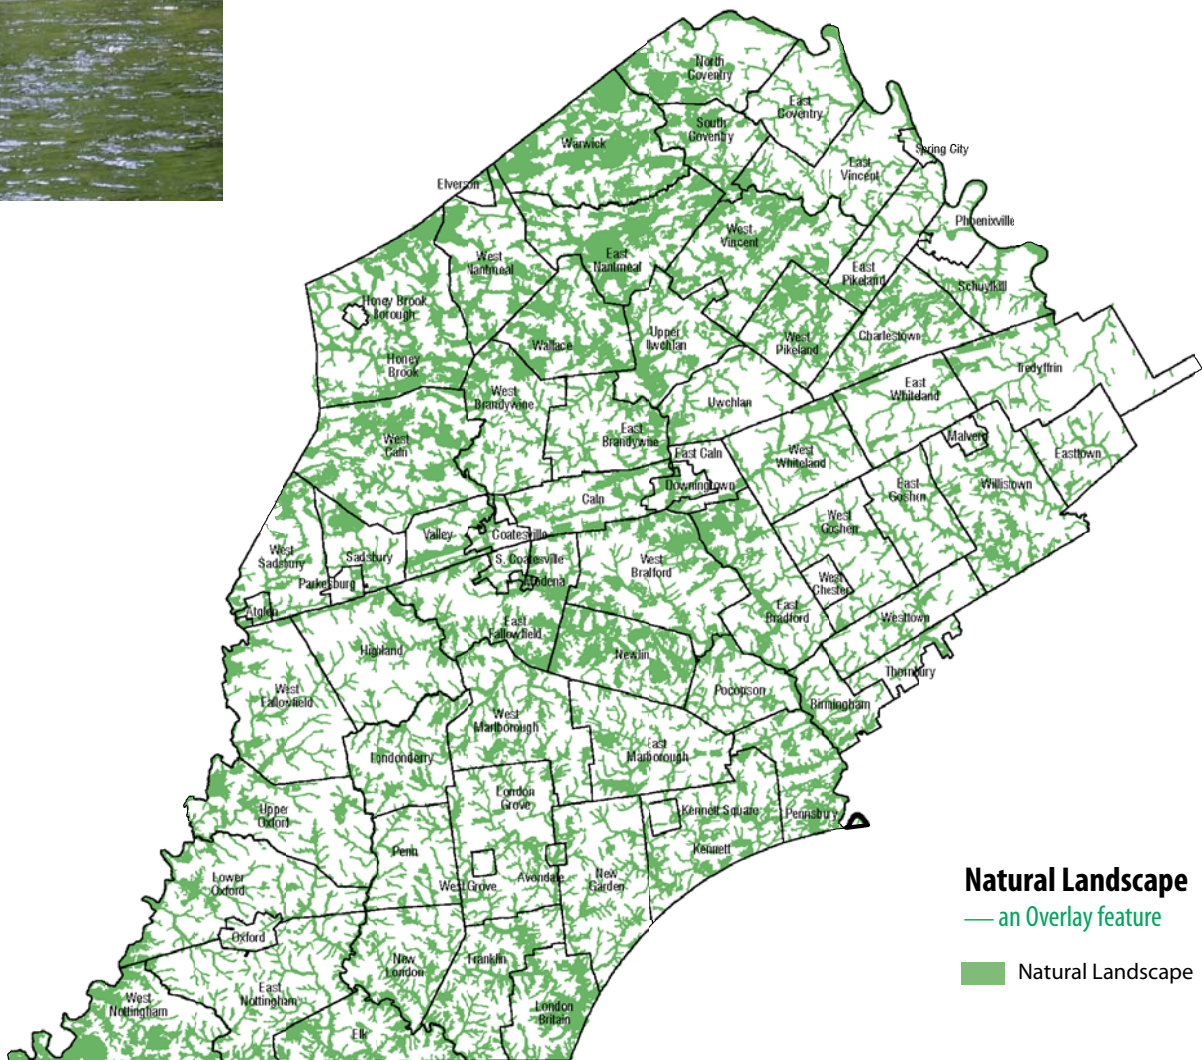 North
Coventry
East
Coventry
South
Coventry
Warwick
Spring City
East
Vincent
Elverson
Phoenixville
West
Vincent
West
Nantmeal
East
Nantmeal
East
Pikeland
Schuylkill
Honey Brook
Borough
Upper
Uwchlan
West
Pikeland
Charlestown
Wallace
Honey
Brook
Tredyffrin
East
Whiteland
West
Brandywine
Uwchlan
East
Brandywine
Malvern
West
Caln
East Caln
West
Whiteland
Easttown
Downingtown
East
Goshen
Willistown
Caln
West
Goshen
Valley
Coatesville
West
Sadsbury
Sadsbury
S. Coatesville
West
Bradford
Parkesburg
Modena
West
Chester
Atglen
East
Bradford
Westtown
East
Fallowfield
Highland
Newlin
Thornbury
West
Fallowfield
Pocopson
Birmingham
West
Marlborough
East
Marlborough
Londonderry
London
Grove
Upper
Oxford
Kennett Square
Pennsbury
Penn
Kennett
Lower
Oxford
West Grove
Avondale
New
Garden
Natural Landscape
— an Overlay feature
Oxford
New
London
Franklin
Natural Landscape
West
Nottingham
East
Nottingham
London
Britain
Elk